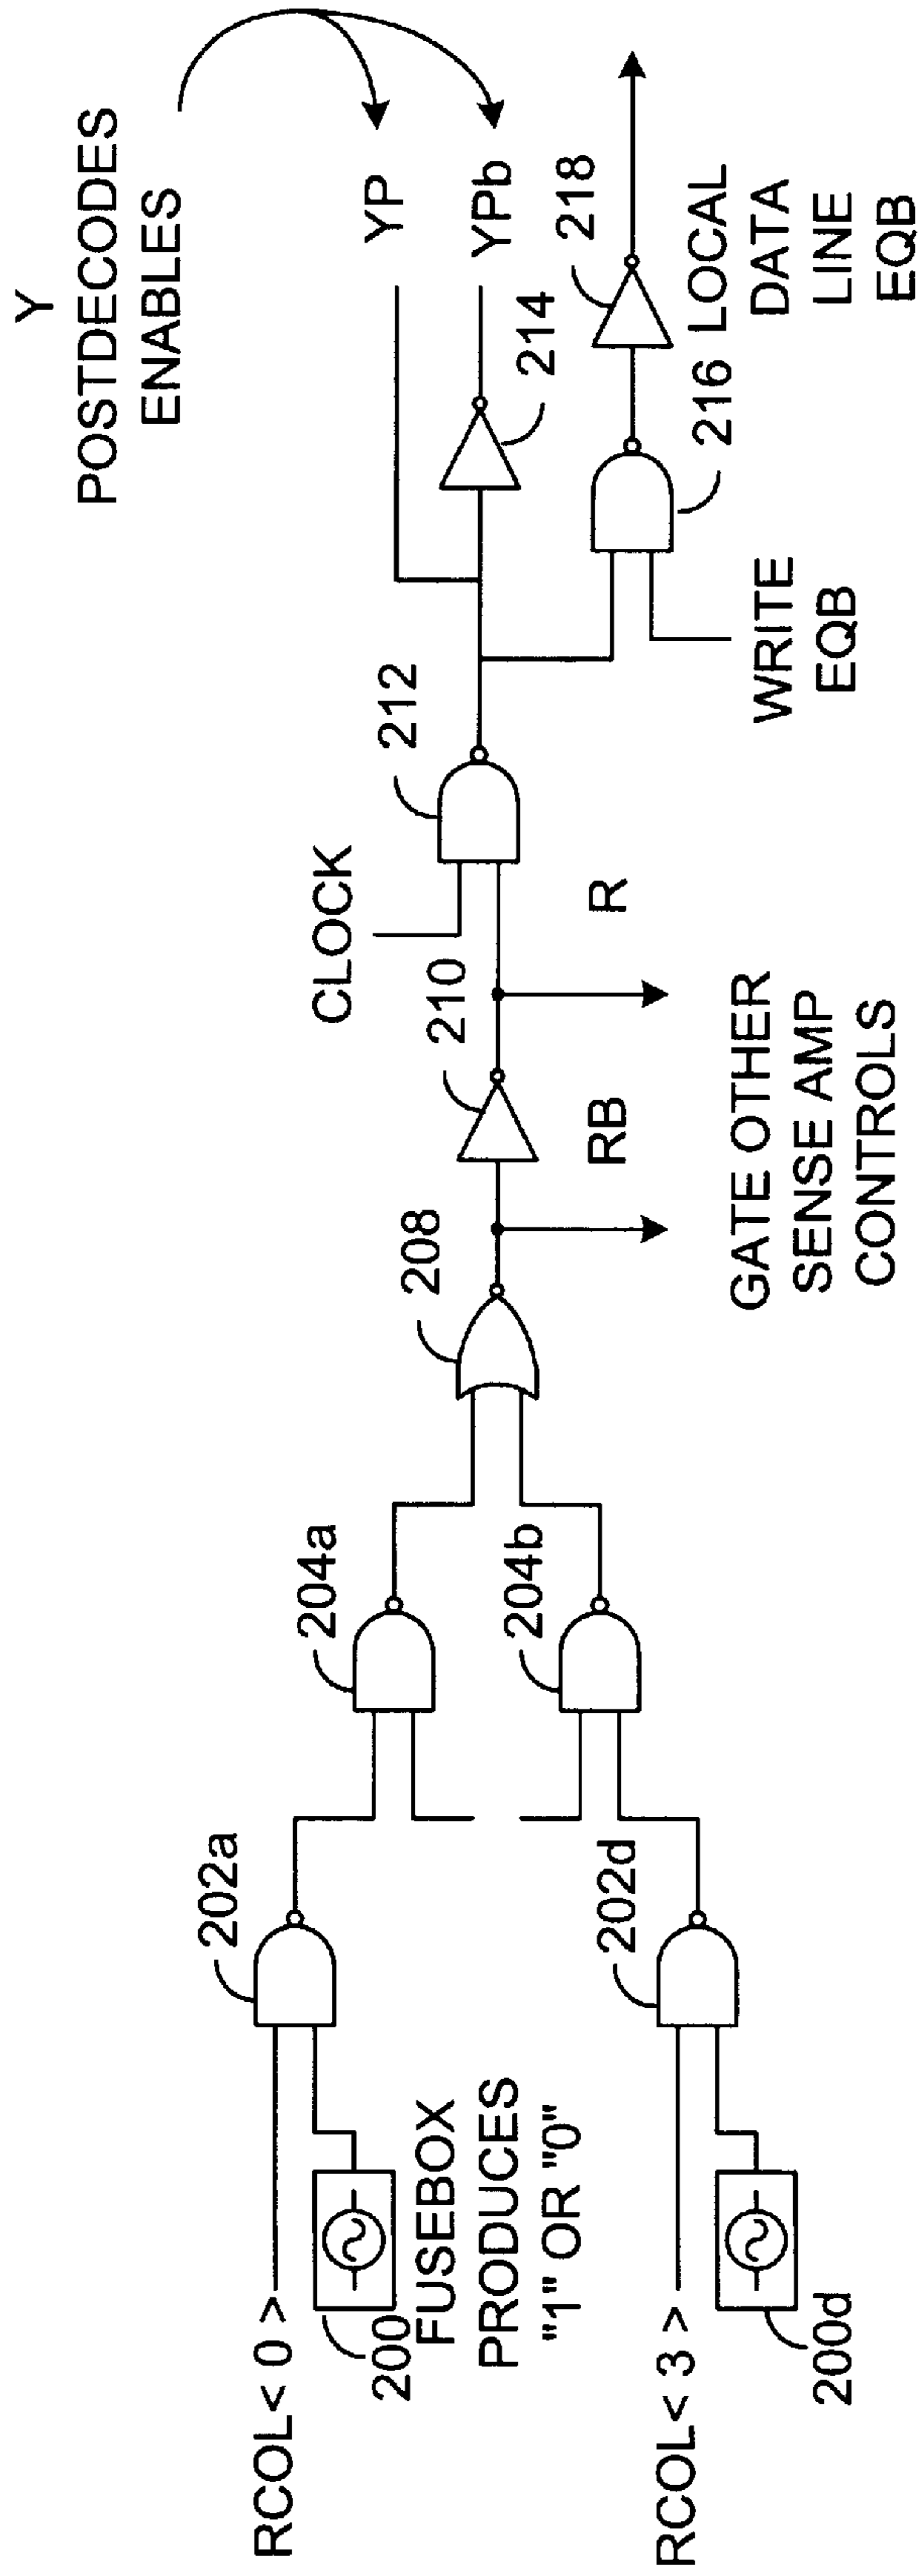 RCOL< 0 >
200
FUSEBOX
PRODUCES
"1" OR "0"
202a
RCOL< 3 >
200d
202d
204a
204b
208
RB
210
R
GATE OTHER
SENSE AMP
CONTROLS
CLOCK
212
WRITE
EQB
214
216
218
LOCAL
DATA
LINE
EQB
YP
YPb
Y
POSTDECODES
ENABLES